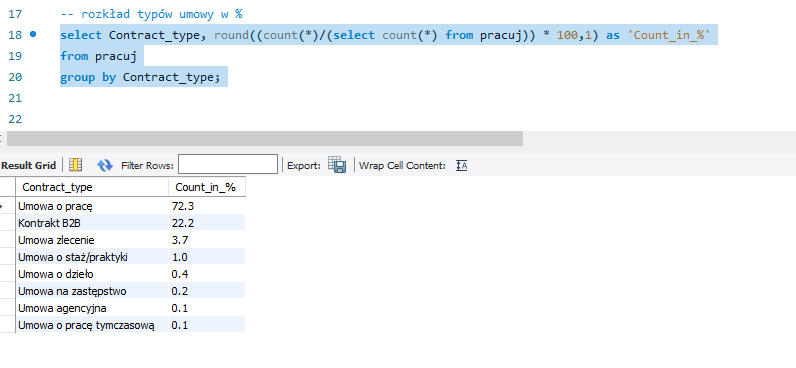 17 -- rozkład typów umowy w %
18 select Contract_type, round((count(*)/(select count(*) from pracuj)) * 100,1) as 'Count_in_%'
19 from pracuj
20 group by Contract_type;
21
22
Result Grid Filter Rows: Export: Wrap Cell Content:
Contract_type Count_in_%
Umowa o pracę 72.3
Kontrakt B2B 22.2
Umowa zlecenie 3.7
Umowa o staż/praktyki 1.0
Umowa o dzieło 0.4
Umowa na zastępstwo 0.2
Umowa agencyjna 0.1
Umowa o pracę tymczasową 0.1